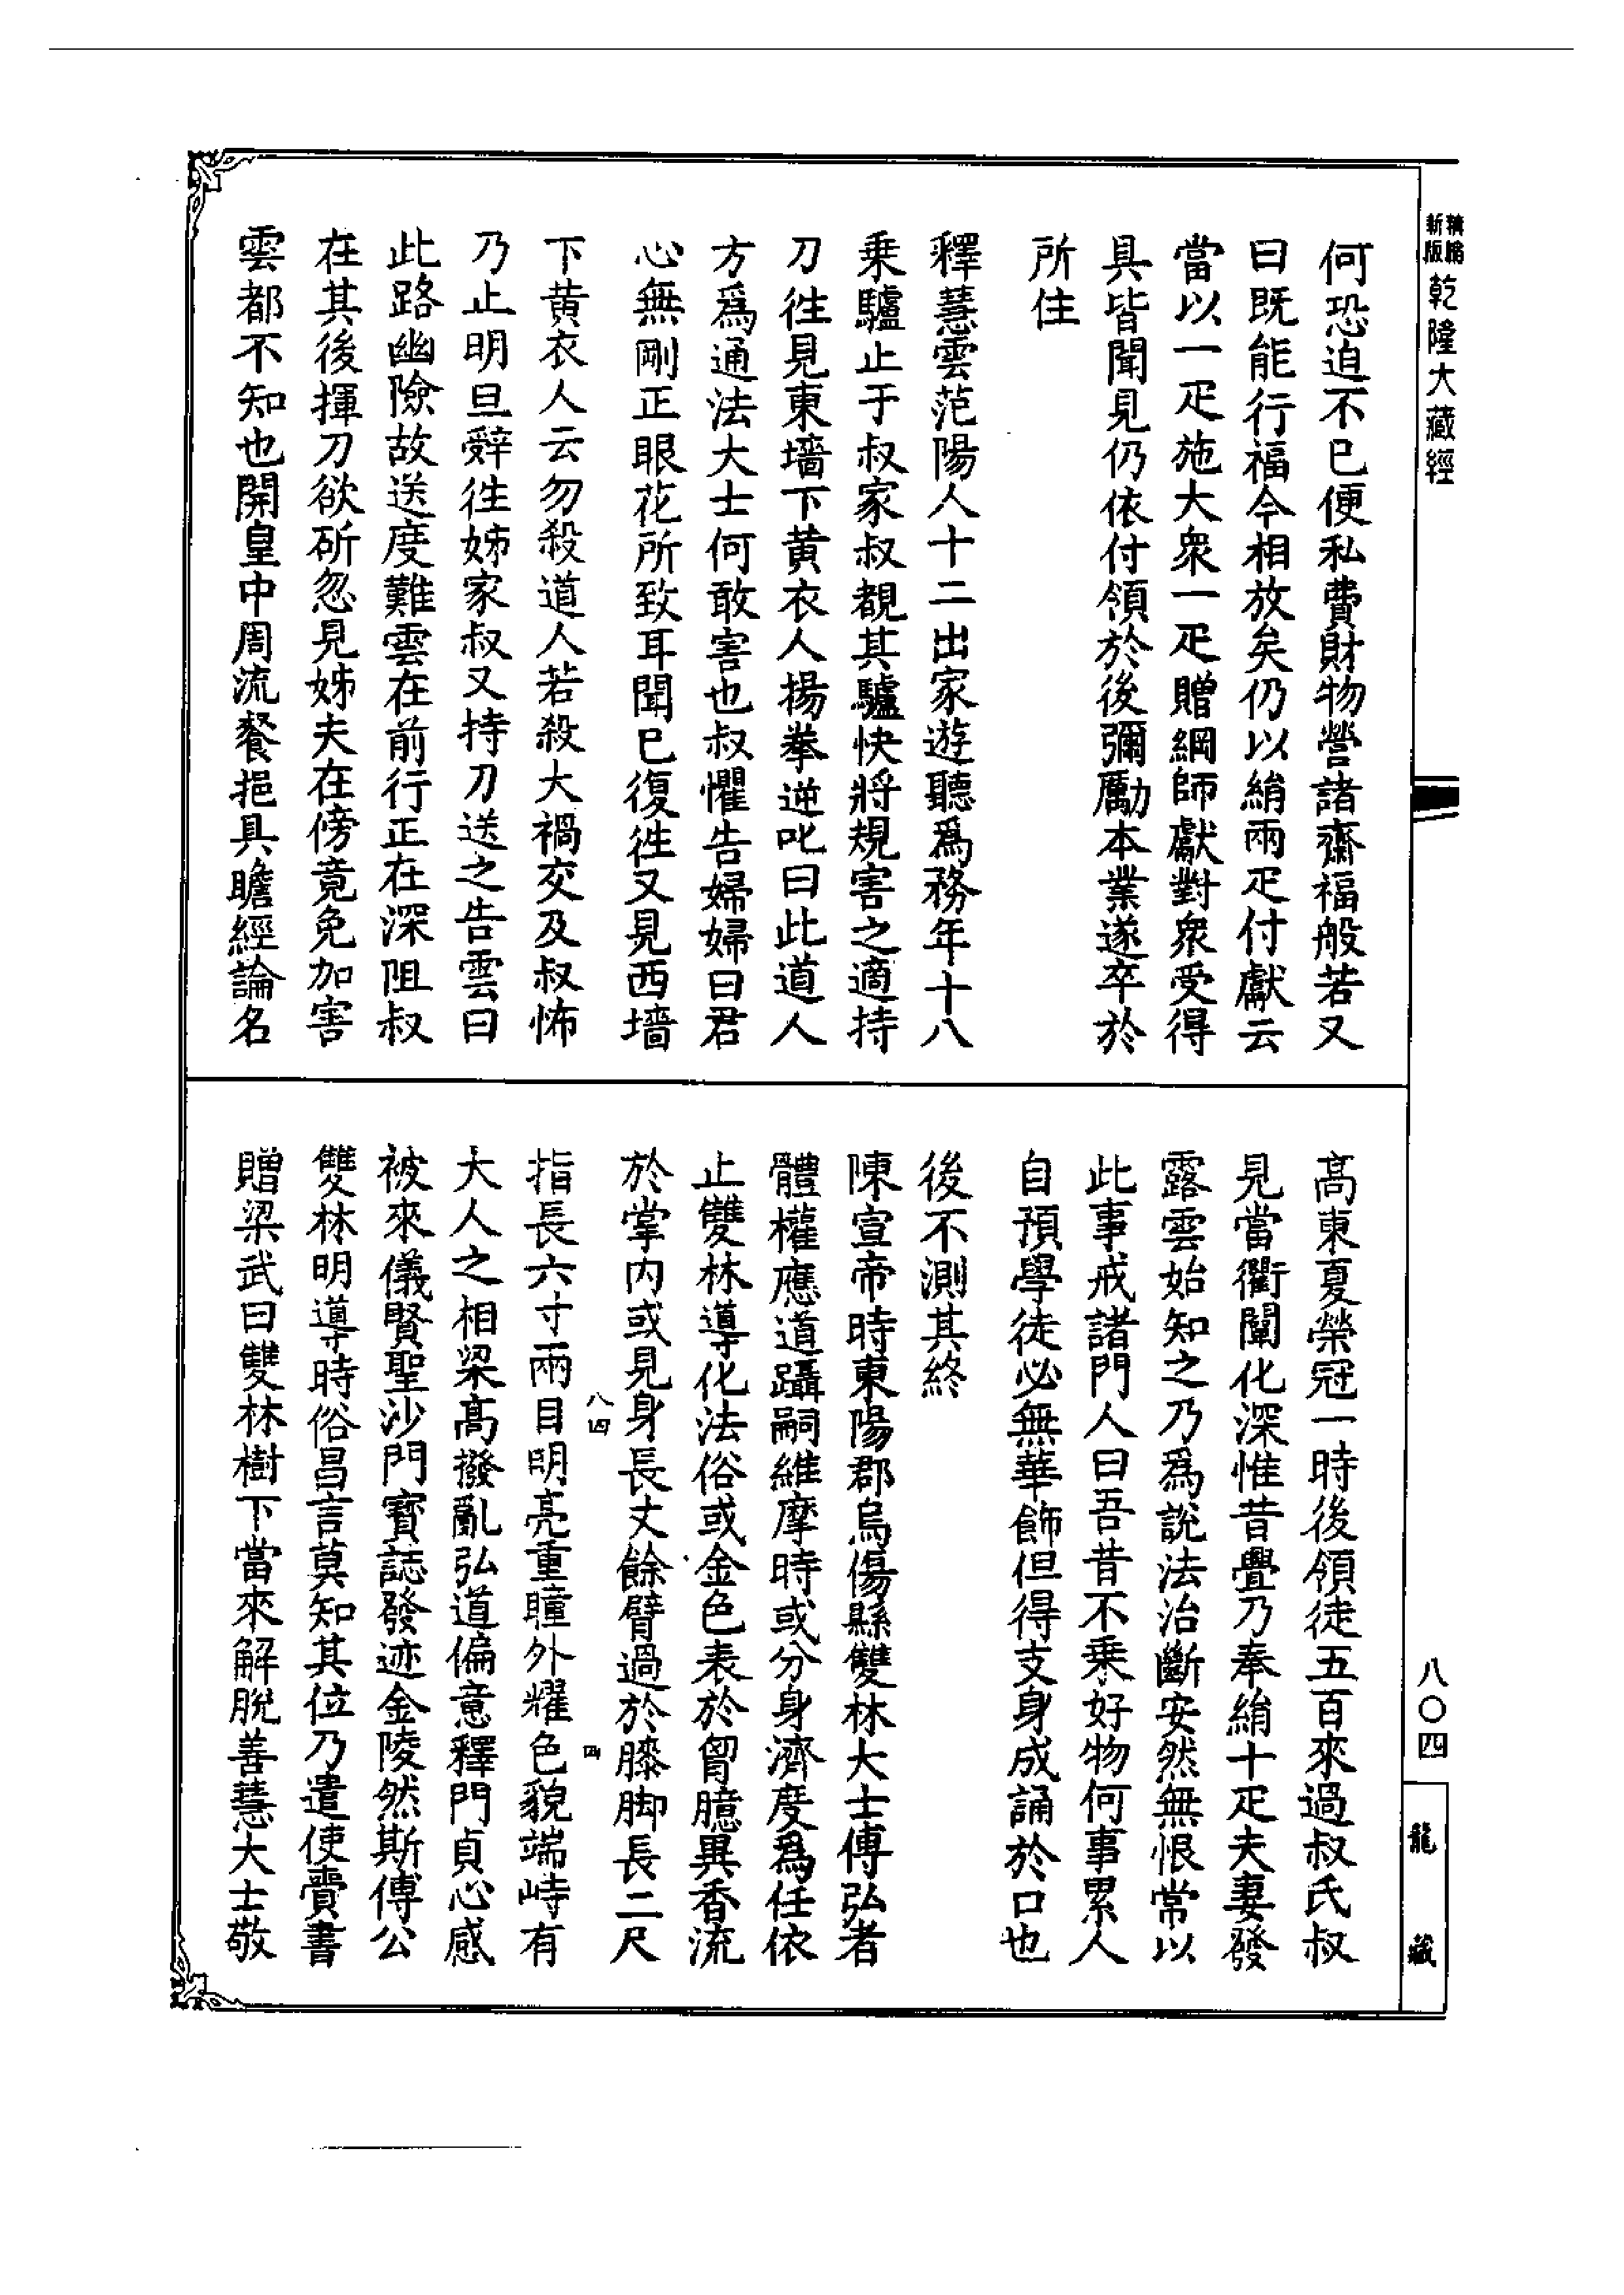 精編
新版
乾隆大藏經
何恐迫不已便私費財物營諸齋福般若又
曰既能行福今相放矣仍以絹兩疋付獻云
當以一疋施大衆一疋贈綱師獻對衆受得
具皆聞見仍依付領於後彌勵本業遂卒於
所住
釋慧雲范陽人十二出家遊聽爲務年十八
乗驢止于叔家叔覩其驢快將規害之適持
刀徃見東墻下黄衣人揚拳逆叱曰此道人
方爲通法大士何敢害也叔懼告婦婦曰君
心無剛正眼花所致耳聞已復徃又見西墻
下黄衣人云勿殺道人若殺大禍交及叔怖
乃止明旦辭徃姊家叔又持刀送之告雲曰
此路幽險故送度難雲在前行正在深阻叔
在其後揮刀欲斫忽見姊夫在傍竟免加害
雲都不知也開皇中周流餐挹具瞻經論名
高東夏榮冠一時後領徒五百來過叔氏叔
見當衢闡化深惟昔舋乃奉絹十疋夫妻發
露雲始知之乃爲說法治斷安然無恨常以
此事戒諸門人曰吾昔不乗好物何事累人
自預學徒必無華飾但得支身成誦於口也
後不測其終
陳宣帝時東陽郡烏傷縣雙林大士傅弘者
體權應道躡嗣維摩時或分身濟度爲任依
止雙林導化法俗或金色表於胷臆異香流
於掌内或見身長丈餘臂過於膝脚長二尺
指長六寸兩目明亮重瞳外耀色貌端峙有
大人之相梁高撥亂弘道偏意釋門貞心感
被來儀賢聖沙門寶誌發迹金陵然斯傅公
雙林明導時俗昌言莫知其位乃遣使賷書
贈梁武曰雙林樹下當來解脫善慧大士敬
八四
四
八〇四
龍藏